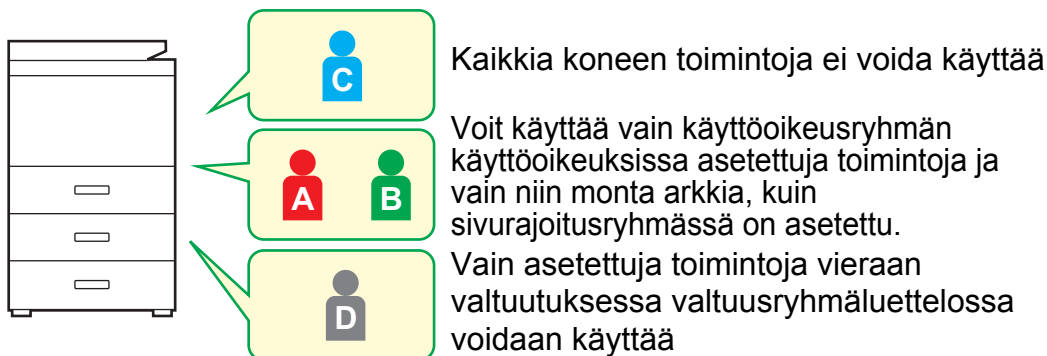 C
Kaikkia koneen toimintoja ei voida käyttää
A B
Voit käyttää vain käyttöoikeusryhmän
käyttöoikeuksissa asetettuja toimintoja ja
vain niin monta arkkia, kuin
sivurajoitusryhmässä on asetettu.
D
Vain asetettuja toimintoja vieraan
valtuutuksessa valtuusryhmäluettelossa
voidaan käyttää